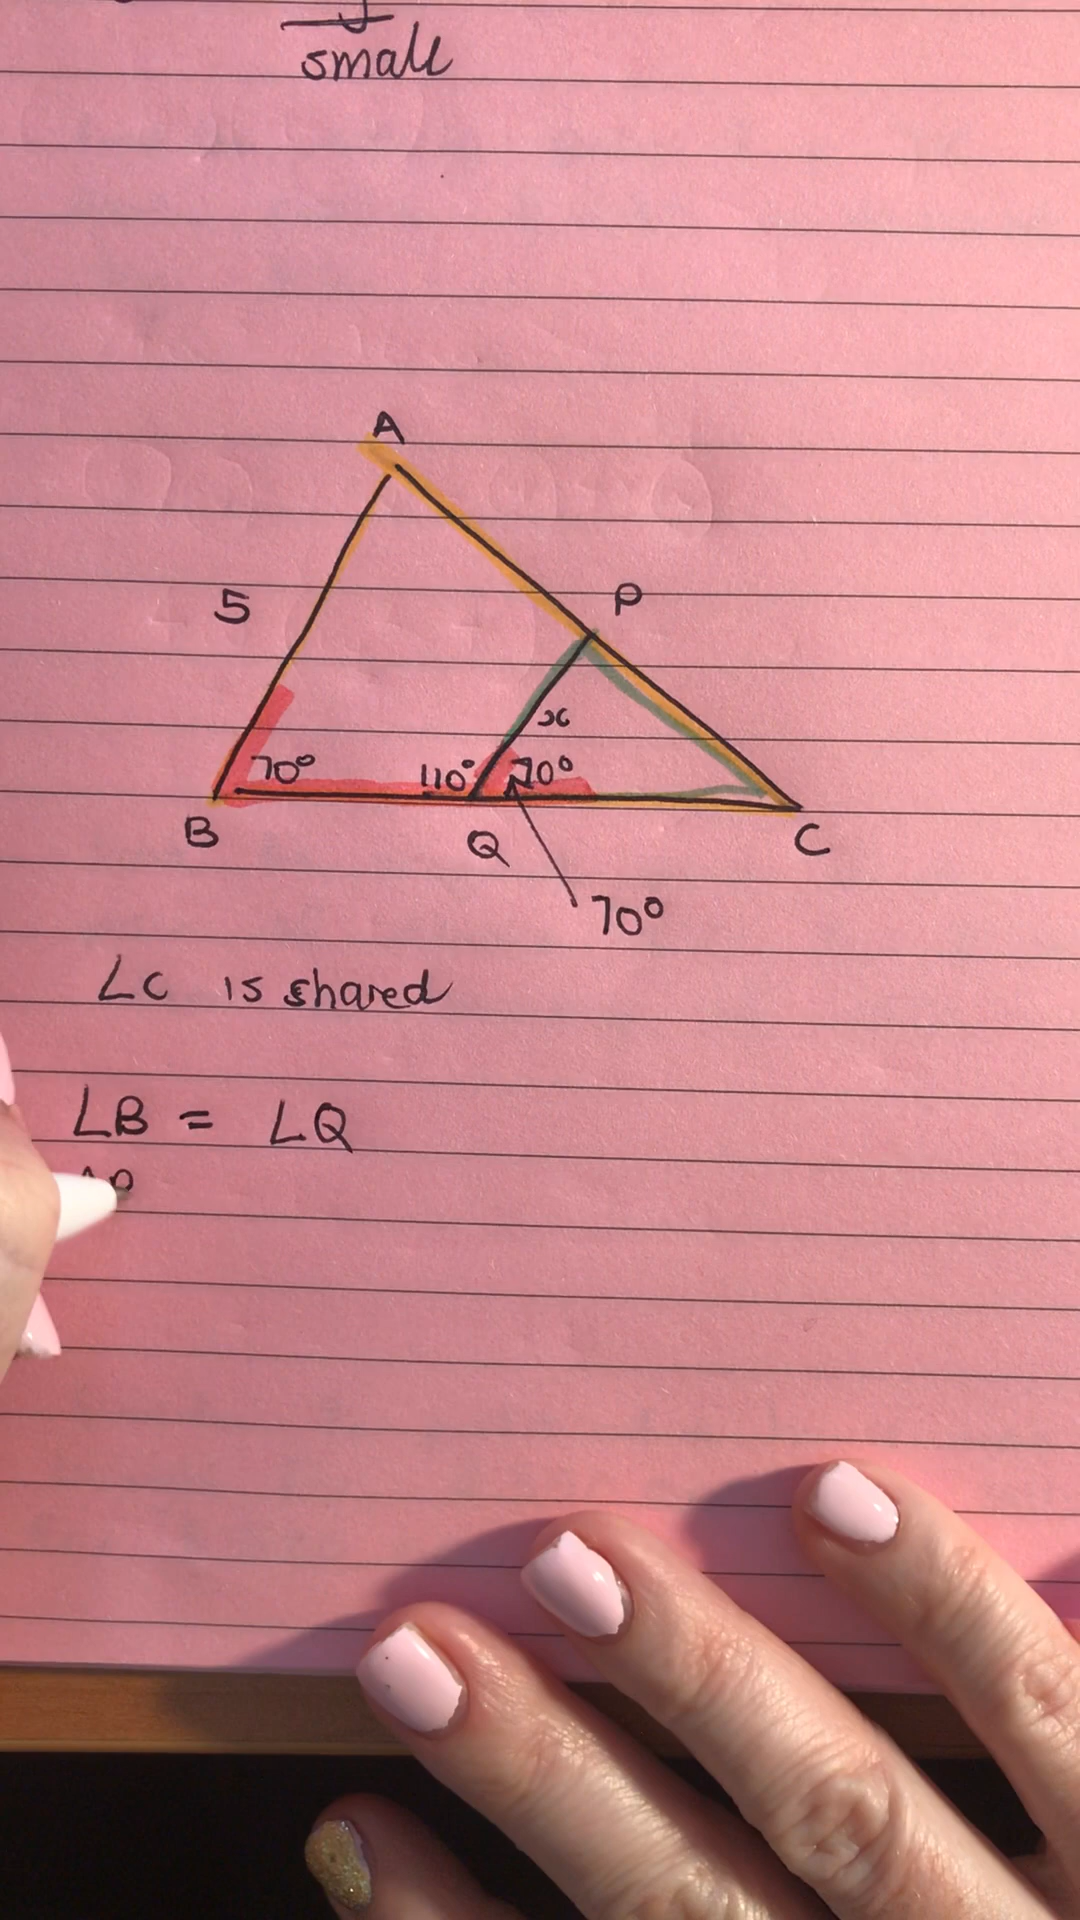 small
A
5
P
x
70° 110° 70°
B Q C
70°
∠C is shared
∠B = ∠Q